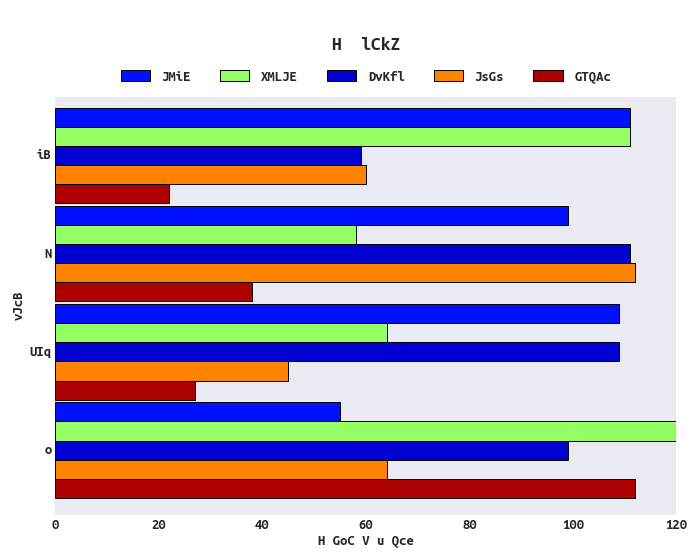 H  lCkZ
JMiE XMLJE DvKfl JsGs GTQAc
iB
N
UIq
o
vJcB
0 20 40 60 80 100 120
H GoC V u Qce